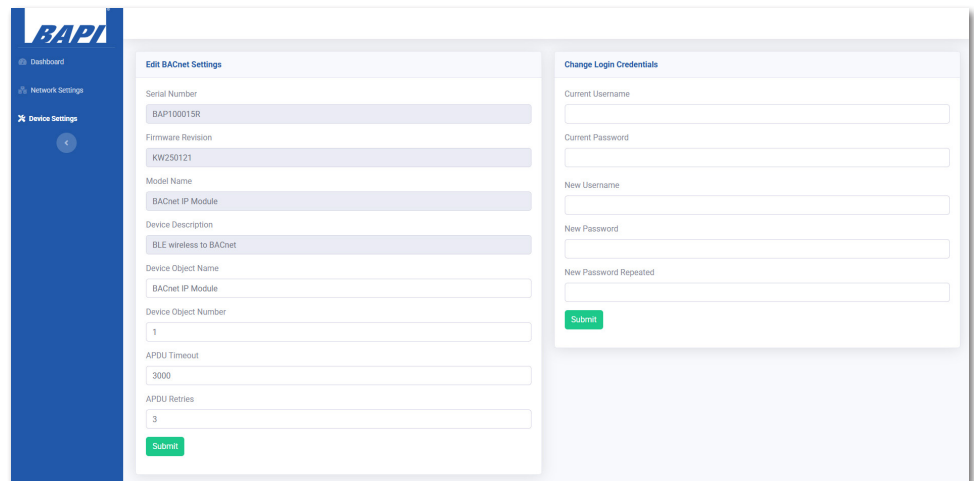 BAPI
Dashboard
Network Settings
Device Settings
Edit BACnet Settings
Serial Number
BAP100015R
Firmware Revision
KW250121
Model Name
BACnet IP Module
Device Description
BLE wireless to BACnet
Device Object Name
BACnet IP Module
Device Object Number
1
APDU Timeout
3000
APDU Retries
3
Submit
Change Login Credentials
Current Username
Current Password
New Username
New Password
New Password Repeated
Submit